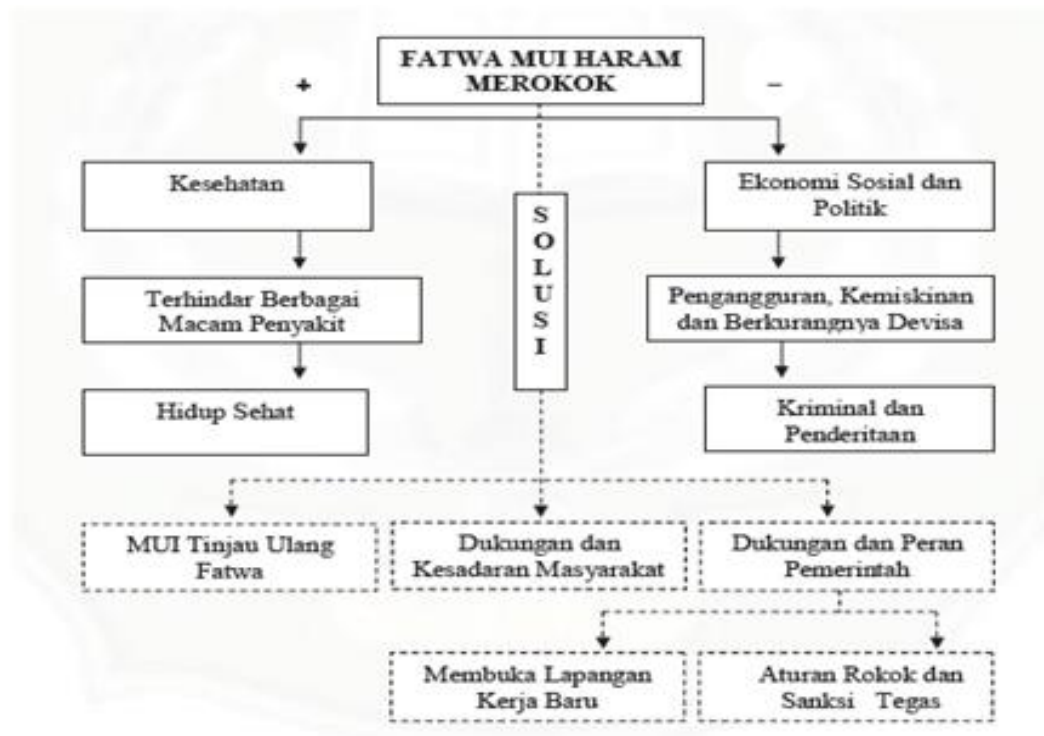 FATWA MUI HARAM
MEROKOK
+
–
Kesehatan
Ekonomi Sosial dan
Politik
S
O
L
U
S
I
Terhindar Berbagai
Macam Penyakit
Pengangguran, Kemiskinan
dan Berkurangnya Devisa
Hidup Sehat
Kriminal dan
Penderitaan
MUI Tinjau Ulang
Fatwa
Dukungan dan
Kesadaran Masyarakat
Dukungan dan Peran
Pemerintah
Membuka Lapangan
Kerja Baru
Aturan Rokok dan
Sanksi Tegas